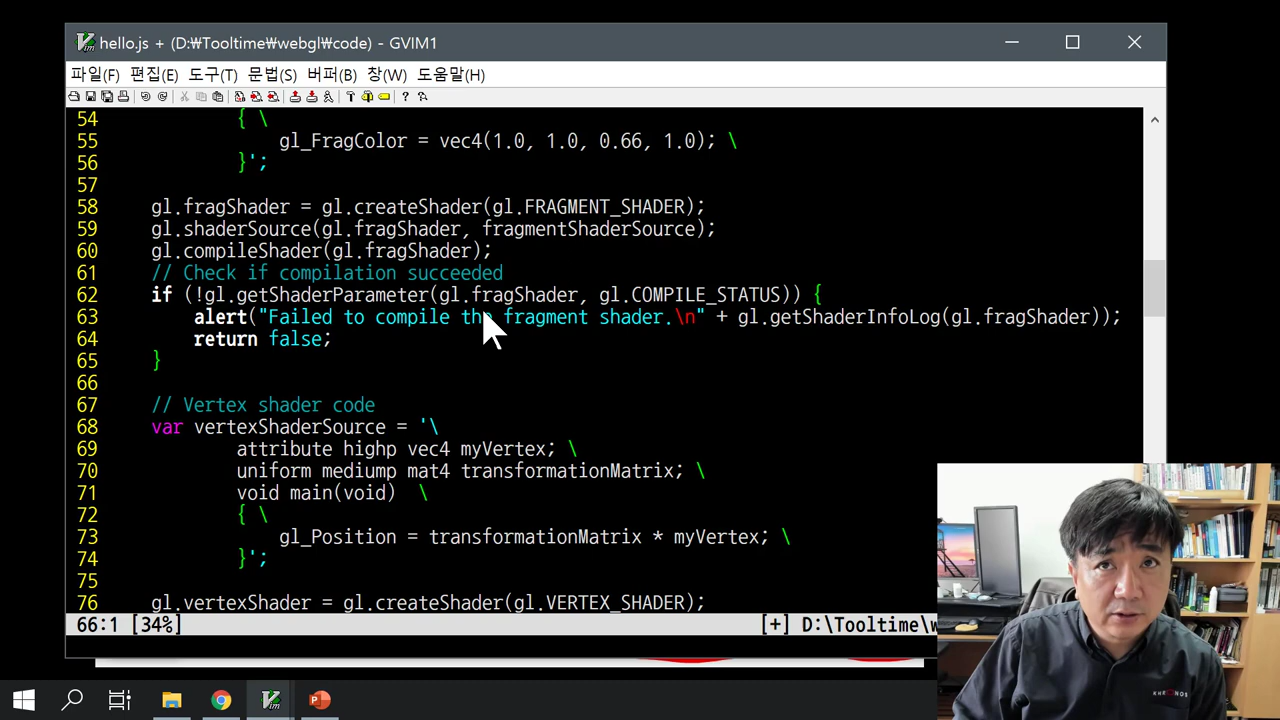 hello.js + (D:₩Tooltime₩webgl₩code) - GVIM1
파일(F) 편집(E) 도구(T) 문법(S) 버퍼(B) 창(W) 도움말(H)
54 { \
55 gl_FragColor = vec4(1.0, 1.0, 0.66, 1.0); \
56 }';
57
58 gl.fragShader = gl.createShader(gl.FRAGMENT_SHADER);
59 gl.shaderSource(gl.fragShader, fragmentShaderSource);
60 gl.compileShader(gl.fragShader);
61 // Check if compilation succeeded
62 if (!gl.getShaderParameter(gl.fragShader, gl.COMPILE_STATUS)) {
63 alert("Failed to compile the fragment shader.\n" + gl.getShaderInfoLog(gl.fragShader));
64 return false;
65 }
66
67 // Vertex shader code
68 var vertexShaderSource = '\
69 attribute highp vec4 myVertex; \
70 uniform mediump mat4 transformationMatrix; \
71 void main(void) \
72 { \
73 gl_Position = transformationMatrix * myVertex; \
74 }';
75
76 gl.vertexShader = gl.createShader(gl.VERTEX_SHADER);
66:1 [34%] [+] D:\Tooltime\w
KHRONOS